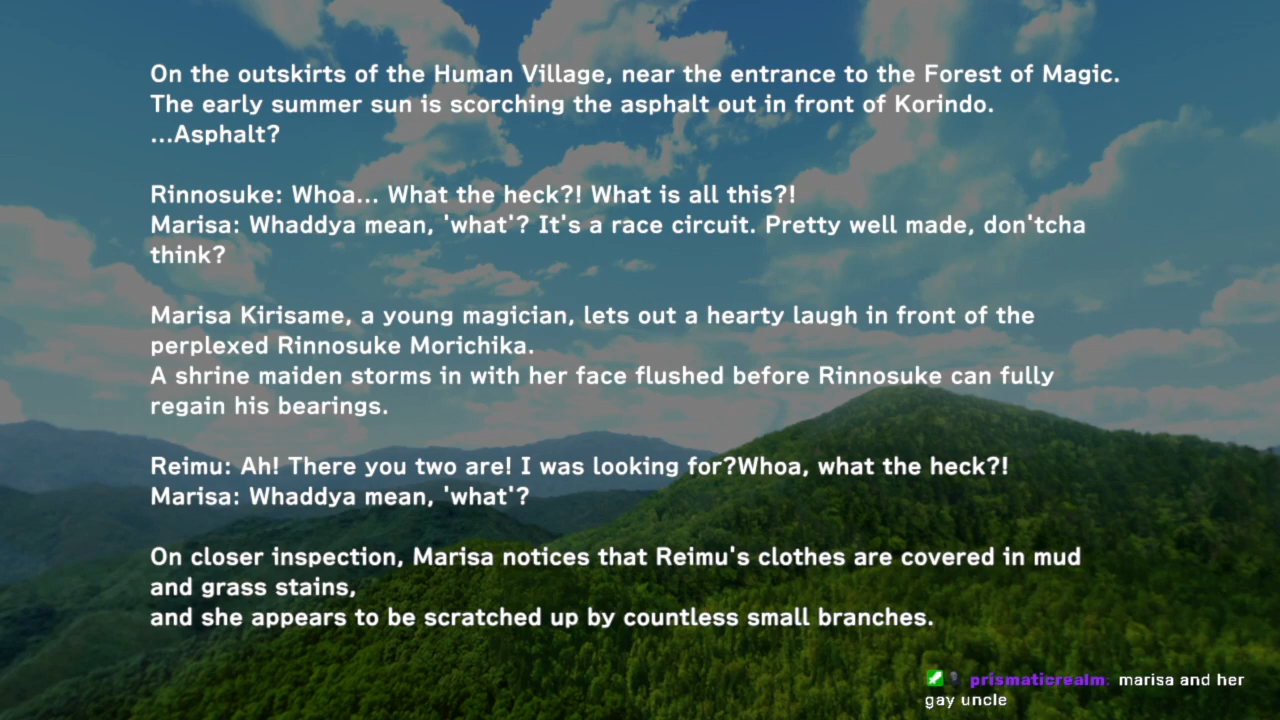 On the outskirts of the Human Village, near the entrance to the Forest of Magic.
The early summer sun is scorching the asphalt out in front of Korindo.
...Asphalt?
Rinnosuke: Whoa... What the heck?! What is all this?!
Marisa: Whaddya mean, 'what'? It's a race circuit. Pretty well made, don'tcha
think?
Marisa Kirisame, a young magician, lets out a hearty laugh in front of the
perplexed Rinnosuke Morichika.
A shrine maiden storms in with her face flushed before Rinnosuke can fully
regain his bearings.
Reimu: Ah! There you two are! I was looking for?Whoa, what the heck?!
Marisa: Whaddya mean, 'what'?
On closer inspection, Marisa notices that Reimu's clothes are covered in mud
and grass stains,
and she appears to be scratched up by countless small branches.
prismaticrealm: marisa and her
gay uncle